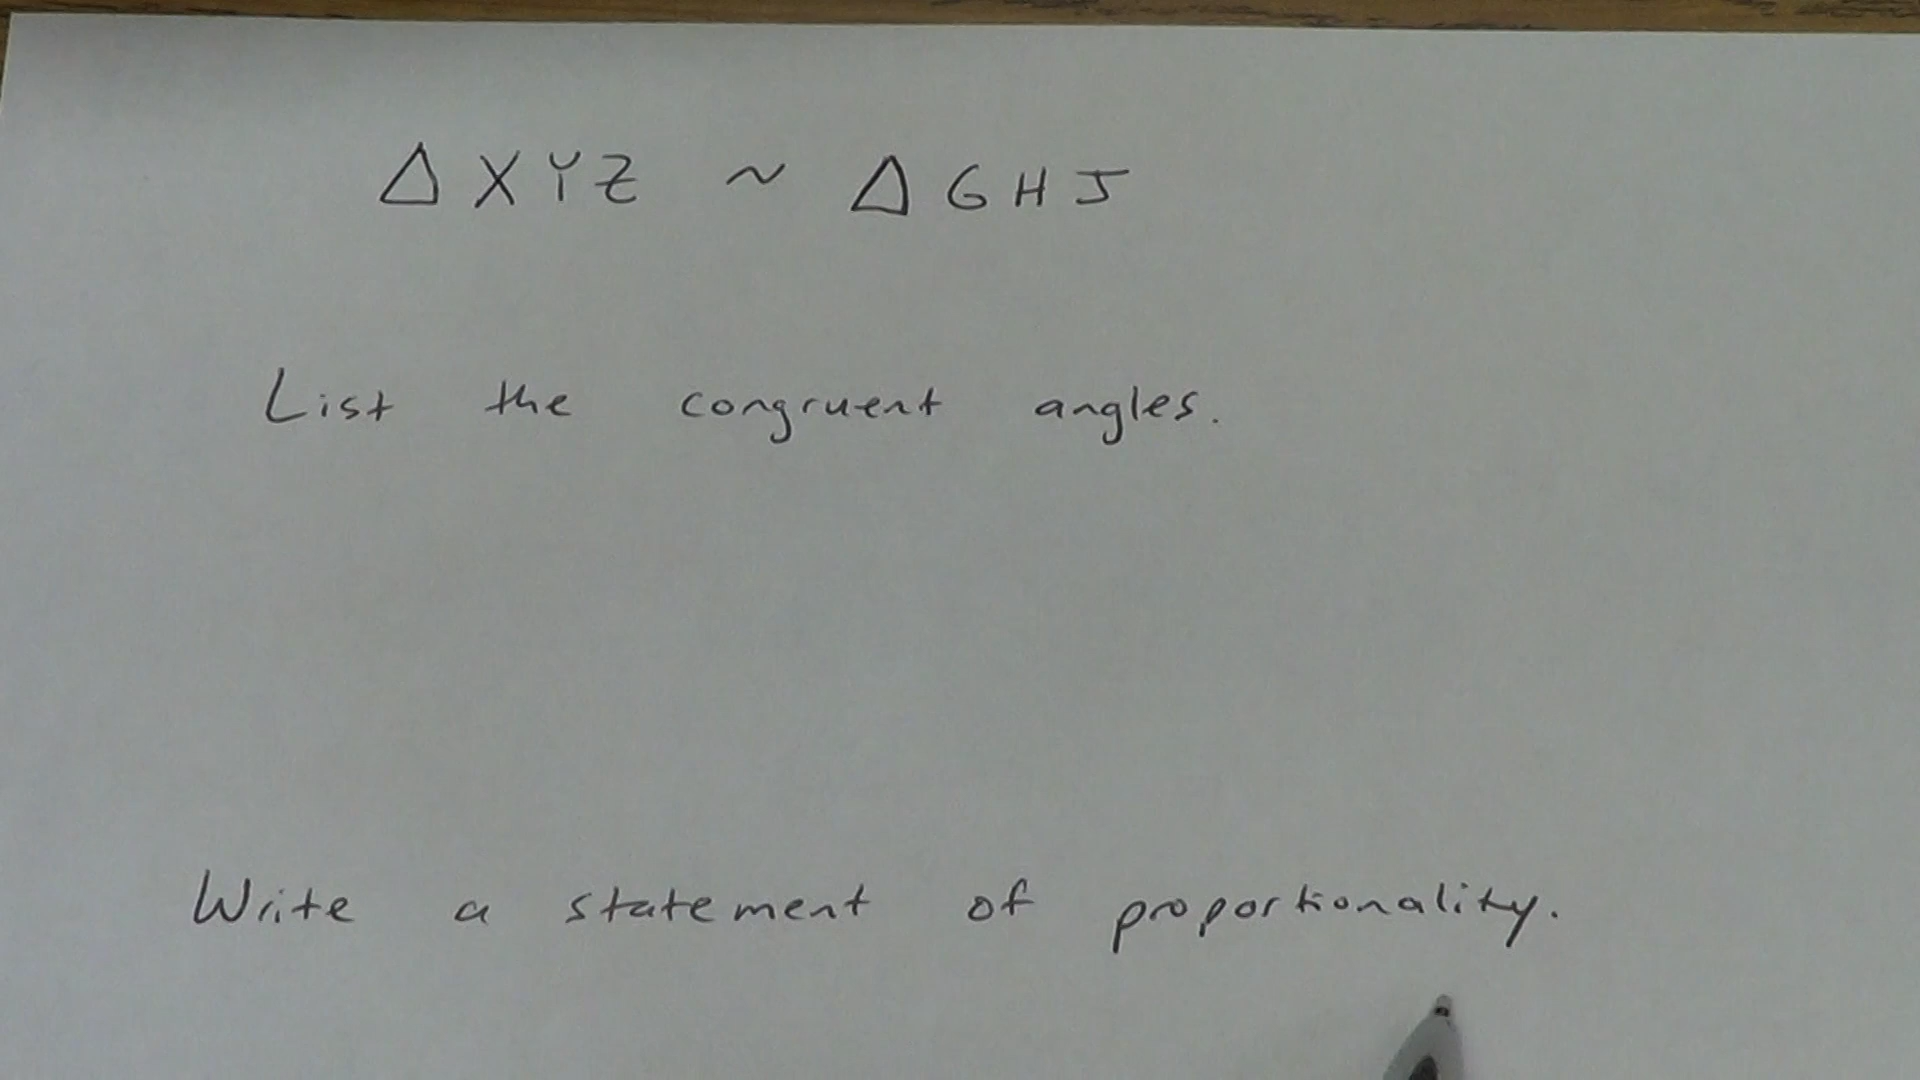 △XYZ ~ △GHJ
List the congruent angles.
Write a statement of proportionality.